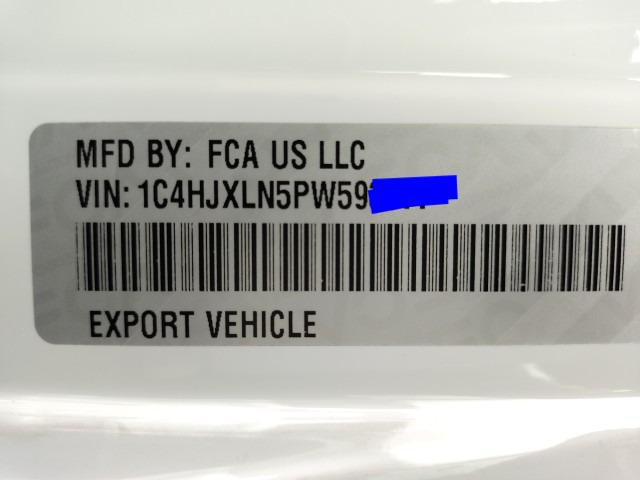 MFD BY: FCA US LLC
VIN: 1C4HJXLN5PW59
EXPORT VEHICLE